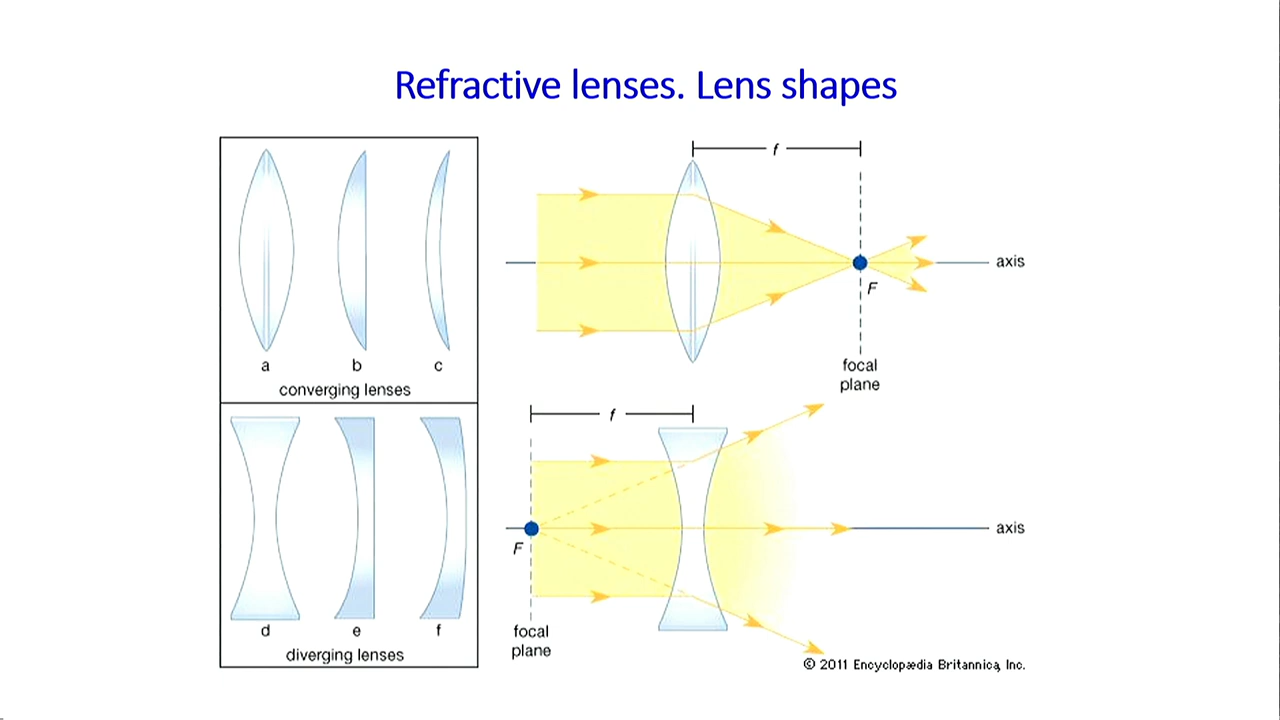 Refractive lenses. Lens shapes
a b c
converging lenses
d e f
diverging lenses
f
axis
F
focal
plane
f
axis
F
focal
plane
© 2011 Encyclopædia Britannica, Inc.